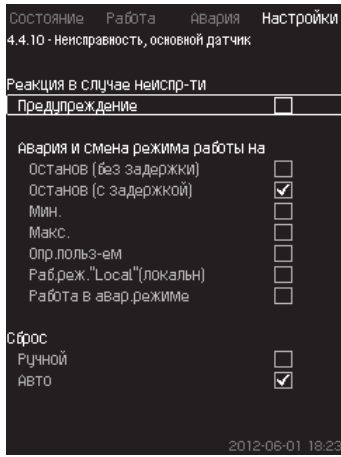 Состояние Работа Авария Настройки
4.4.10 - Неисправность, основной датчик
Реакция в случае неиспр-ти
Предупреждение
Авария и смена режима работы на
Останов (без задержки)
Останов (с задержкой)
Мин.
Макс.
Опр.польз-ем
Раб.реж."Local"(локальн)
Работа в авар.режиме
Сброс
Ручной
Авто
2012-06-01 18:23